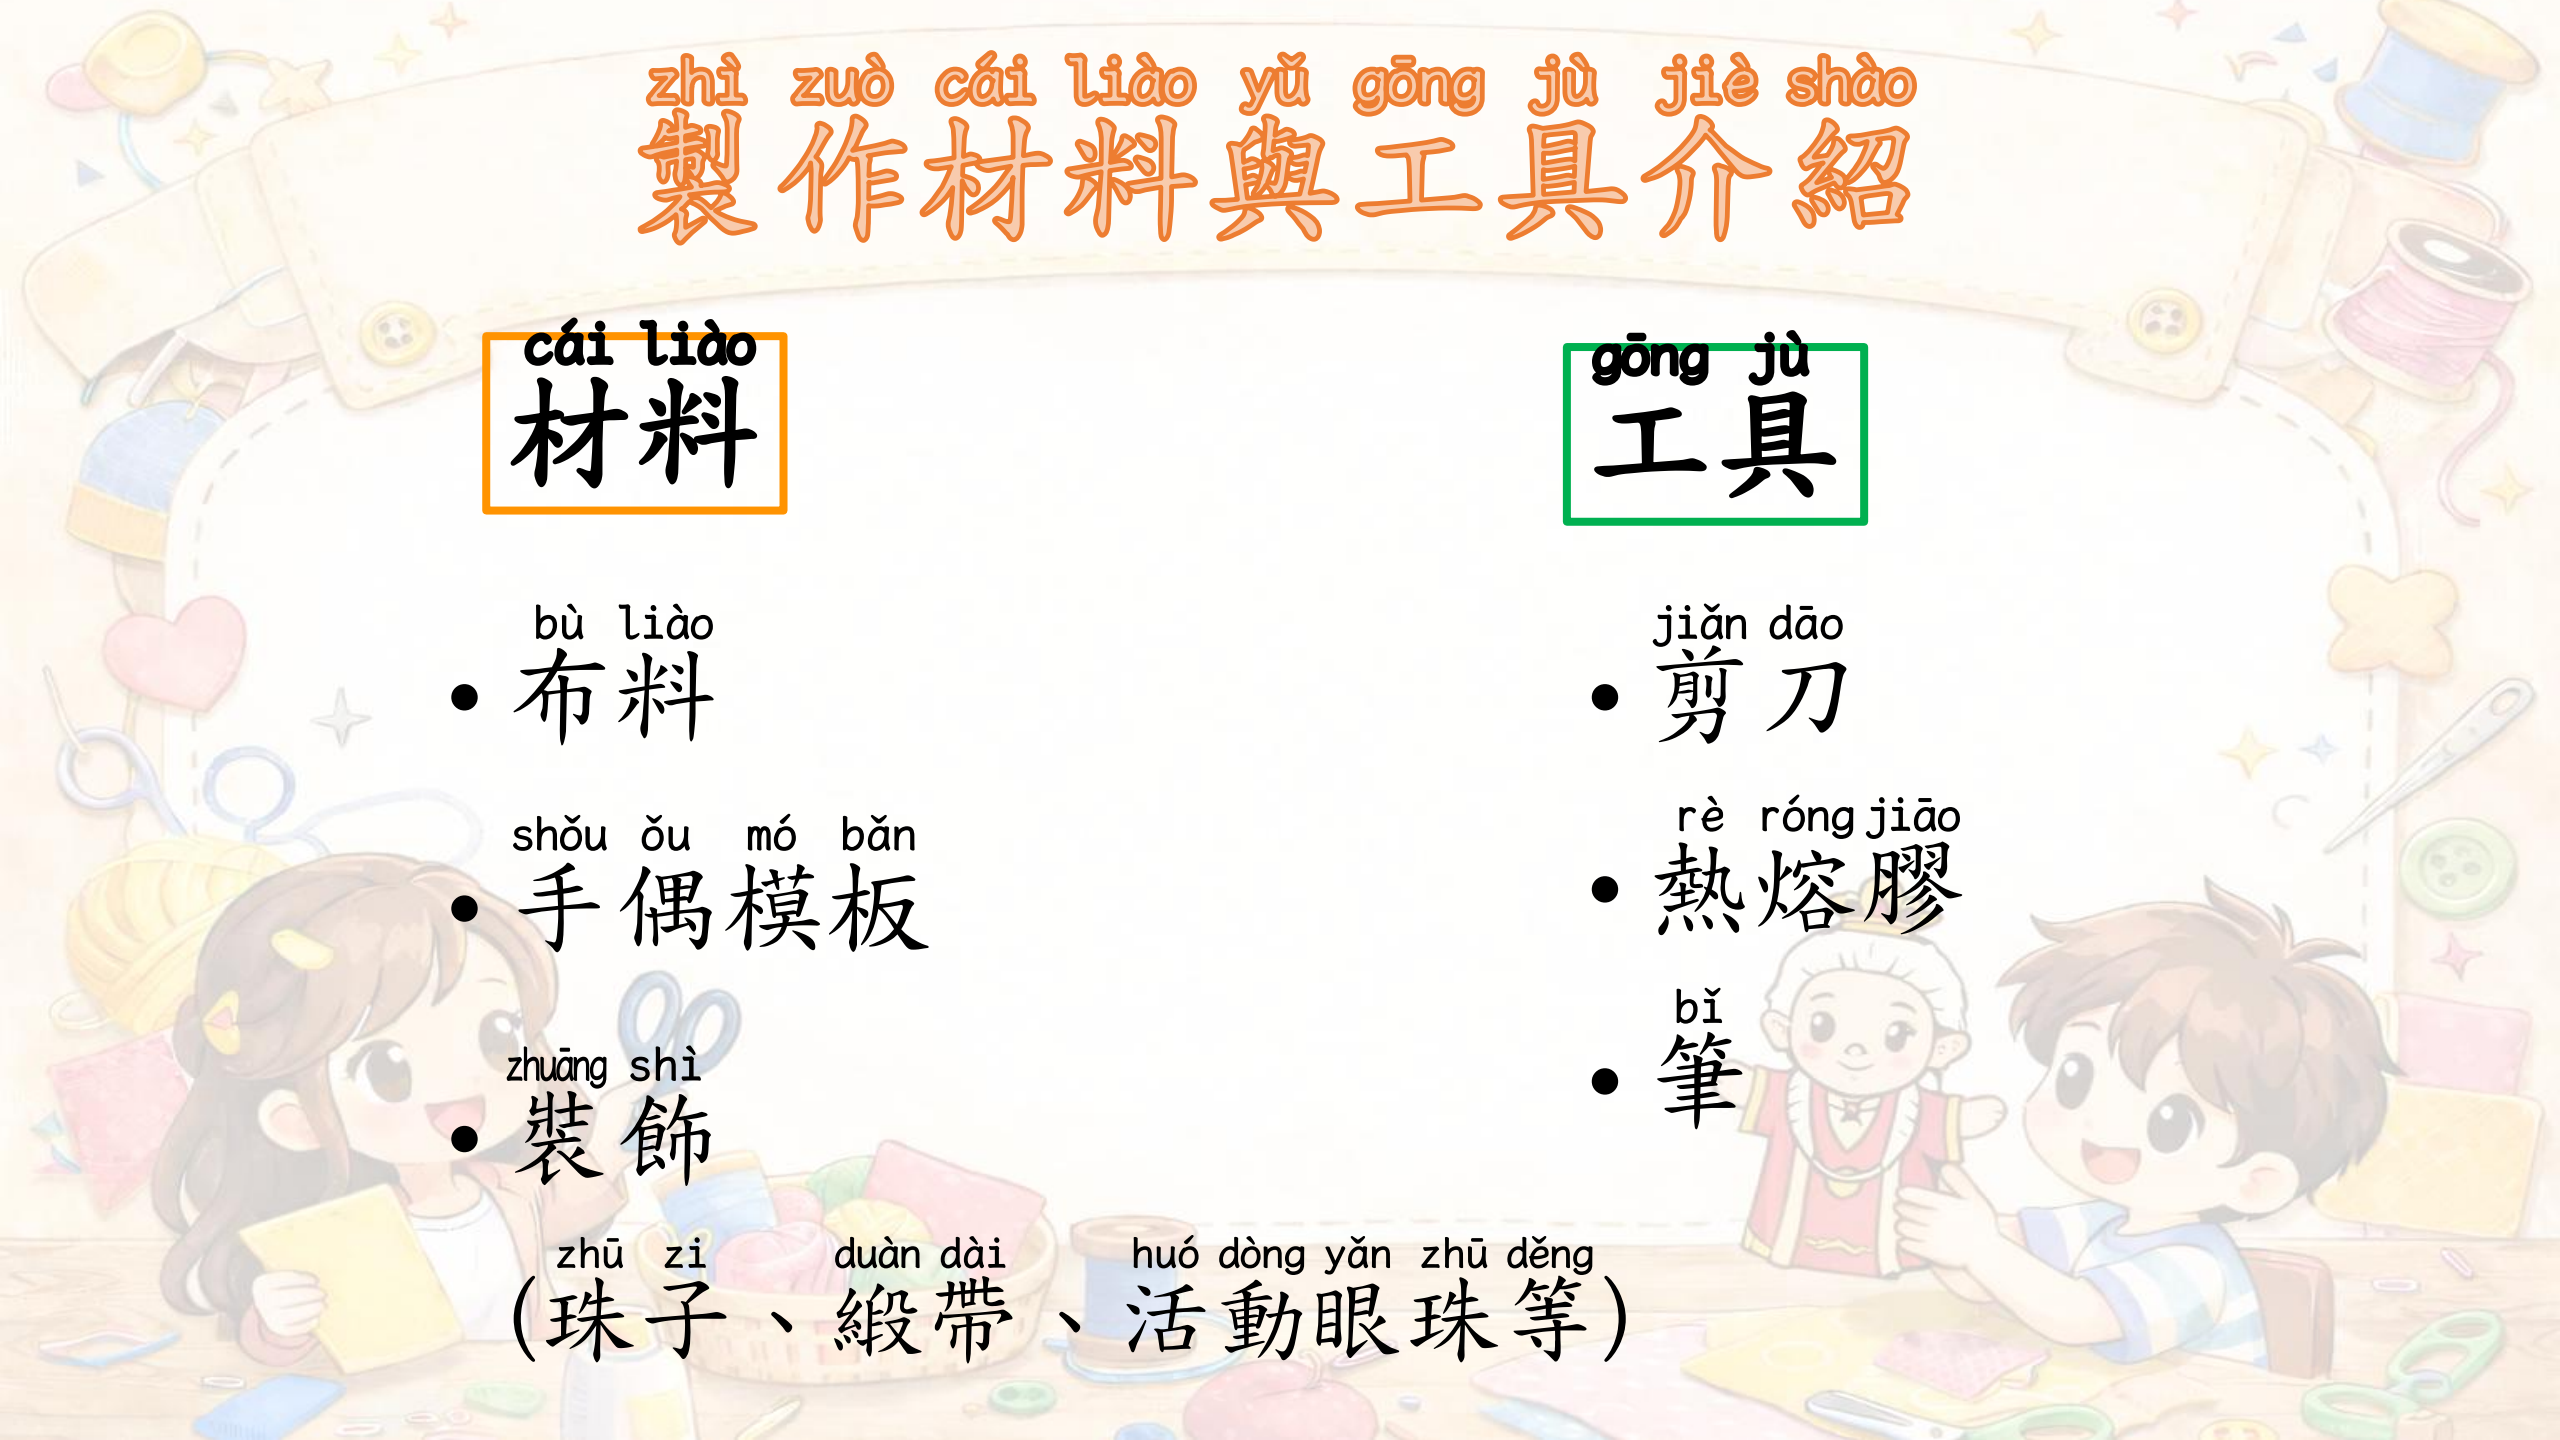 zhì zuò cái liào yǔ gōng jù jiè shào
製作材料與工具介紹
cái liào
材料
bù liào
• 布料
shǒu ǒu mó bǎn
• 手偶模板
zhuāng shì
• 裝飾
zhū zi duàn dài huó dòng yǎn zhū děng
(珠子、緞帶、活動眼珠等)
gōng jù
工具
jiǎn dāo
• 剪刀
rè róng jiāo
• 熱熔膠
bǐ
• 筆